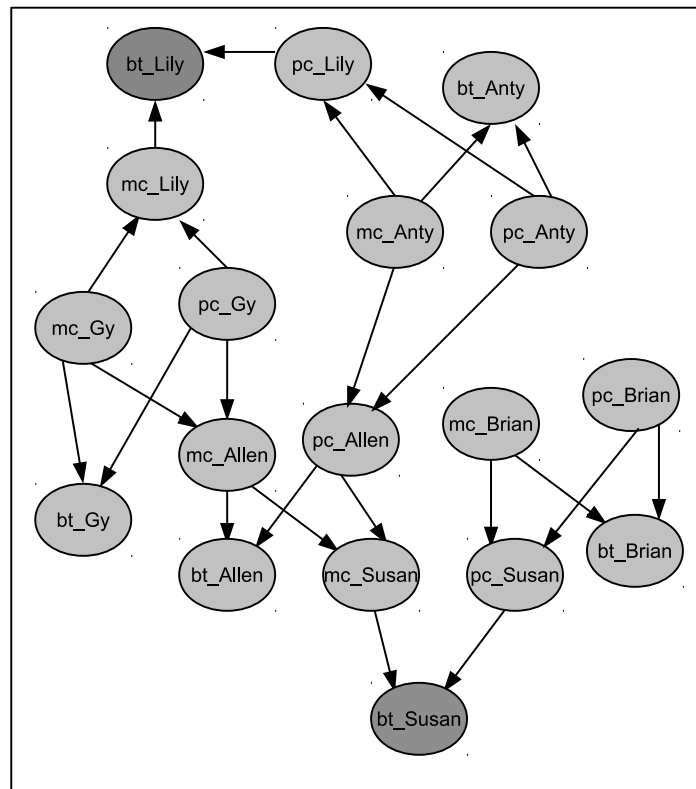 bt_Lily
pc_Lily
bt_Anty
mc_Lily
mc_Anty
pc_Anty
mc_Gy
pc_Gy
pc_Brian
mc_Brian
pc_Allen
mc_Allen
bt_Gy
bt_Brian
bt_Allen
mc_Susan
pc_Susan
bt_Susan